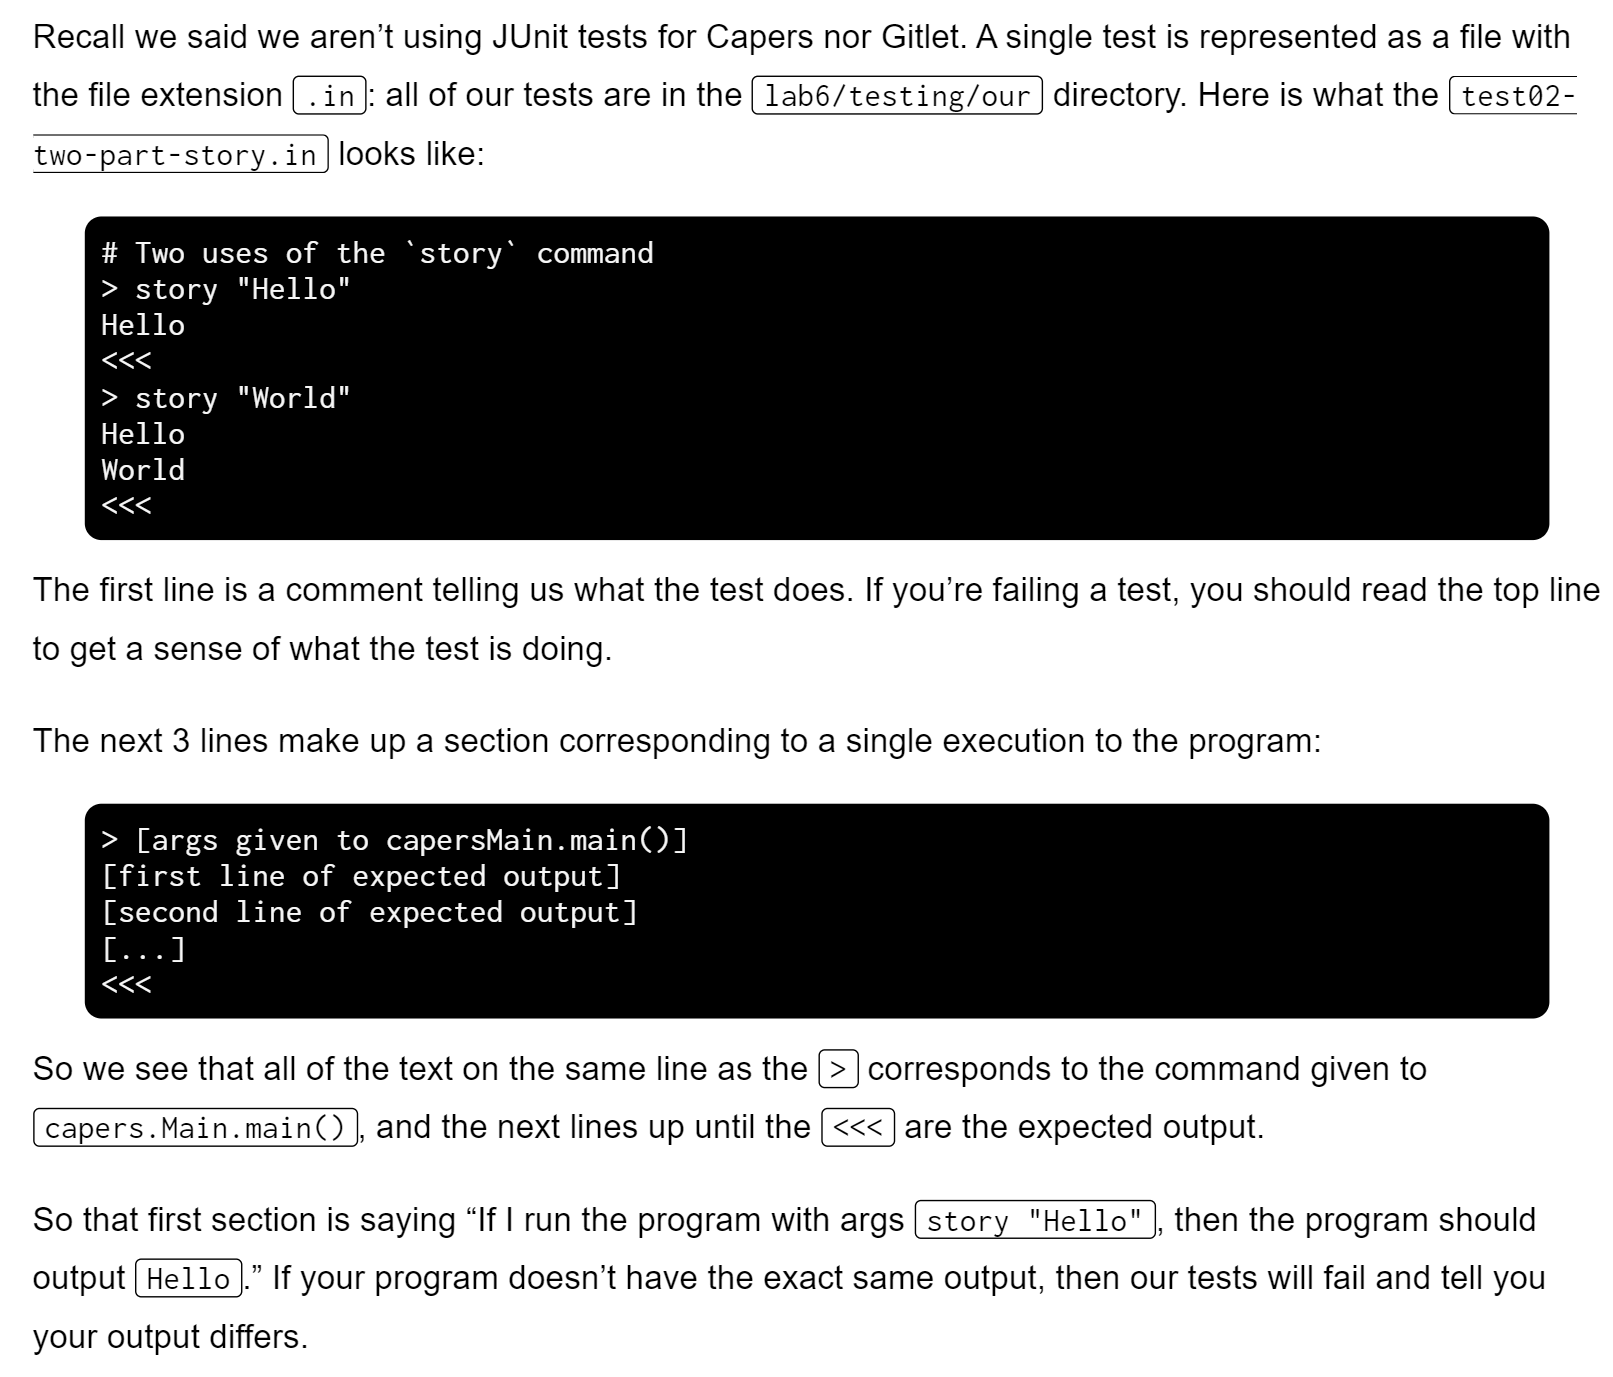 Recall we said we aren’t using JUnit tests for Capers nor Gitlet. A single test is represented as a file with
the file extension .in: all of our tests are in the lab6/testing/our directory. Here is what the test02-
two-part-story.in looks like:
# Two uses of the `story` command
> story "Hello"
Hello
<<<
> story "World"
Hello
World
<<<
The first line is a comment telling us what the test does. If you’re failing a test, you should read the top line
to get a sense of what the test is doing.
The next 3 lines make up a section corresponding to a single execution to the program:
> [args given to capersMain.main()]
[first line of expected output]
[second line of expected output]
[...]
<<<
So we see that all of the text on the same line as the > corresponds to the command given to
capers.Main.main(), and the next lines up until the <<< are the expected output.
So that first section is saying “If I run the program with args story "Hello", then the program should
output Hello.” If your program doesn’t have the exact same output, then our tests will fail and tell you
your output differs.